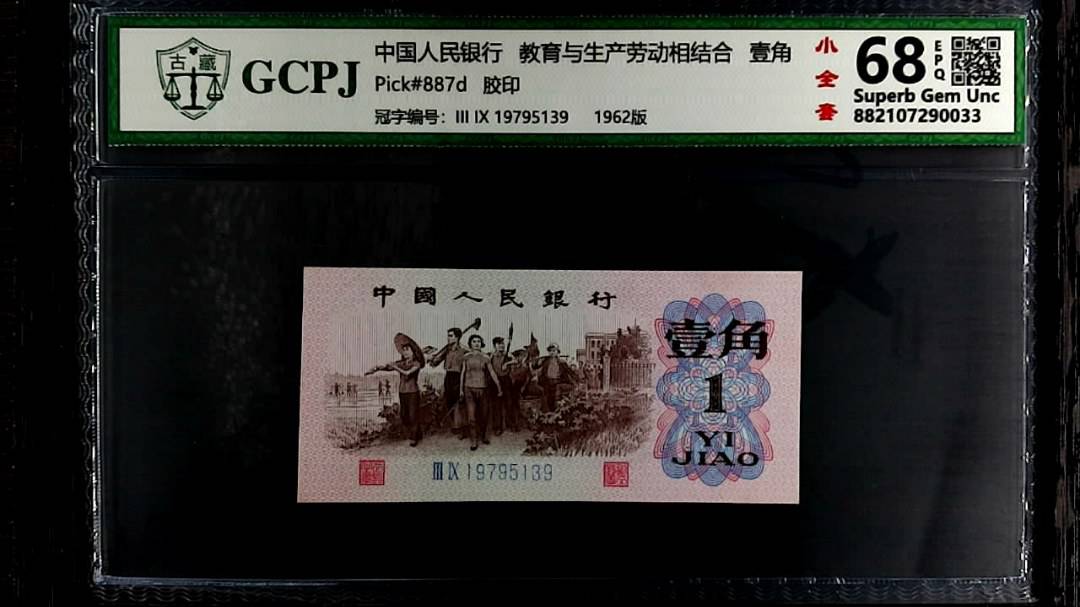 古藏
GCPJ
中国人民银行 教育与生产劳动相结合 壹角
Pick#887d 胶印
冠字编号: III IX 19795139 1962版
小全套
68 EPQ
Superb Gem Unc
882107290033
中國人民銀行
壹角
1
YI
JIAO
III IX 19795139